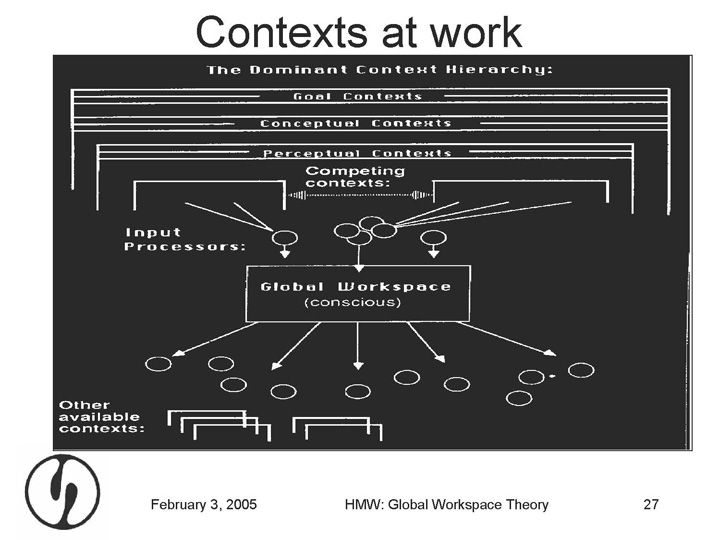 Contexts at work
The Dominant Context Hierarchy:
Goal Contexts
Conceptual Contexts
Perceptual Contexts
Competing
contexts:
Input
Processors:
Global Workspace
(conscious)
Other
available
contexts:
February 3, 2005
HMW: Global Workspace Theory
27